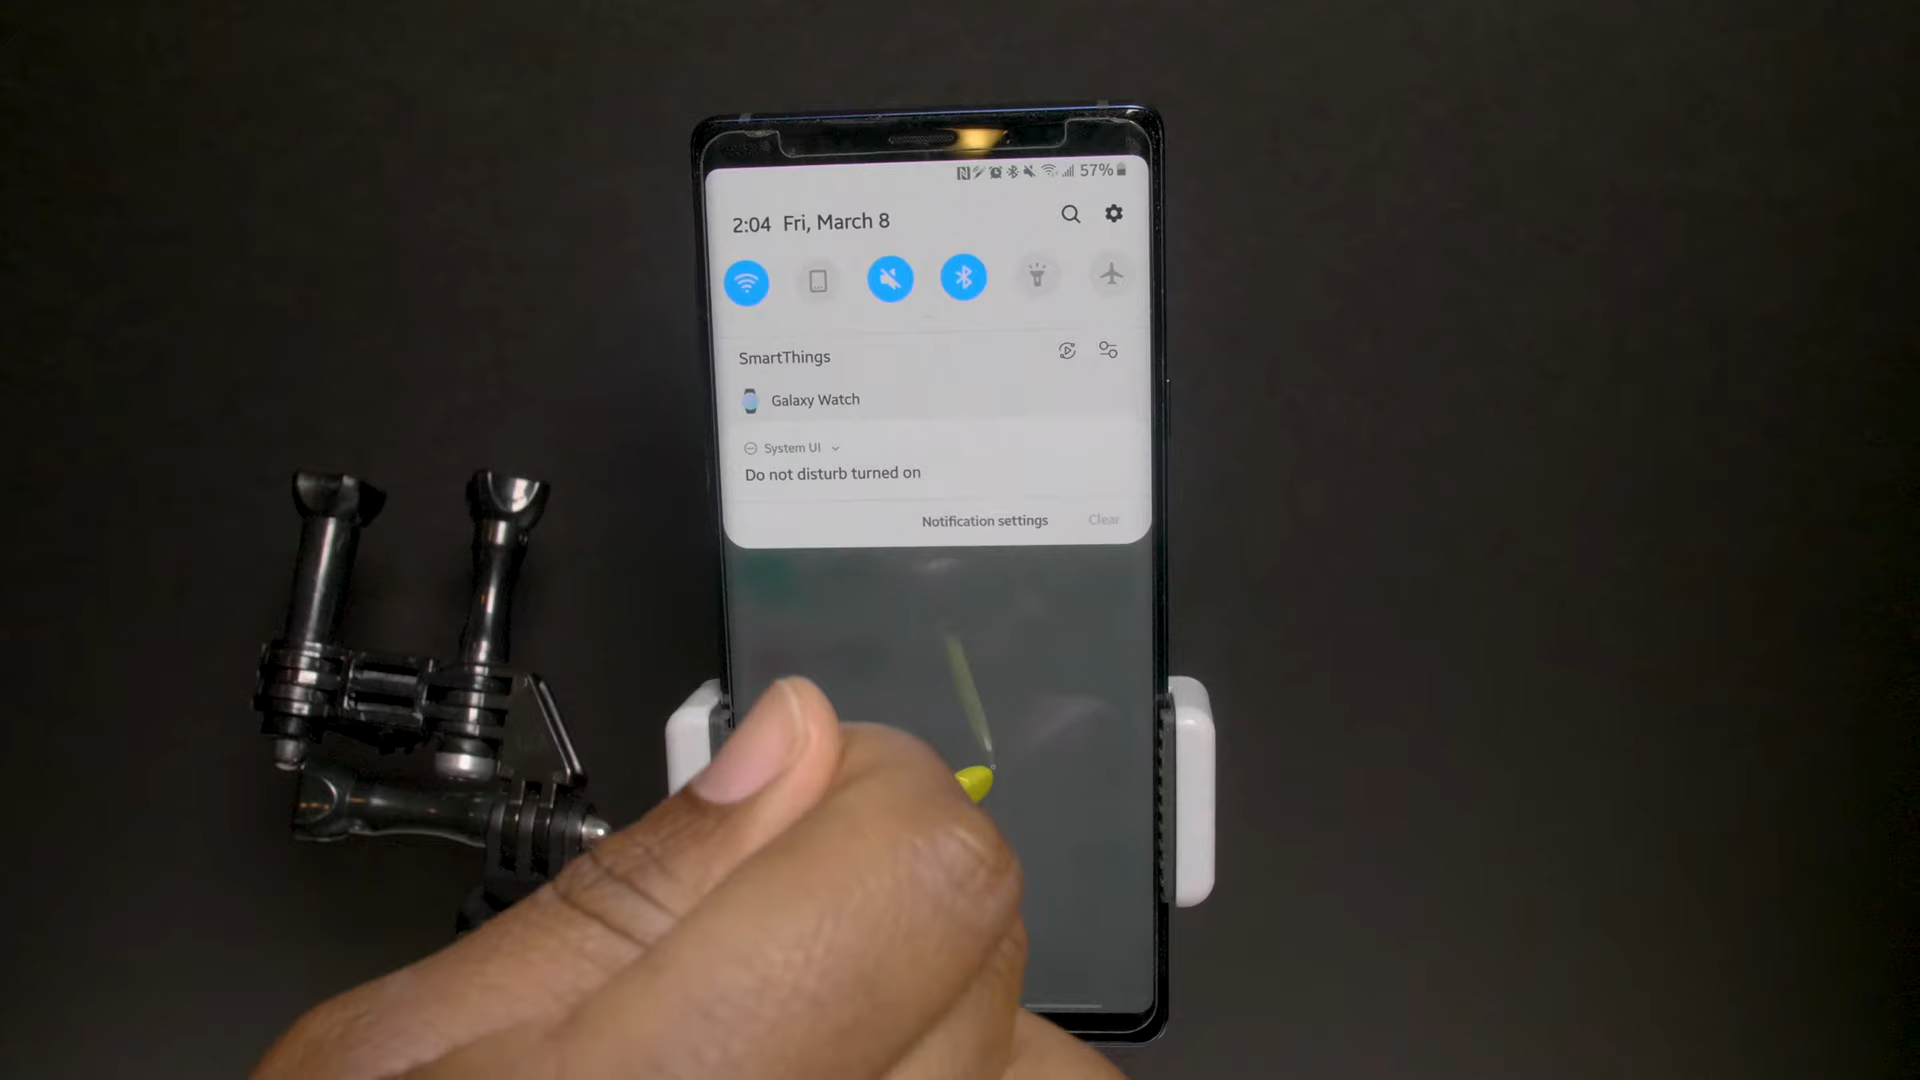 57%
2:04 Fri, March 8
SmartThings
Galaxy Watch
System UI
Do not disturb turned on
Notification settings Clear